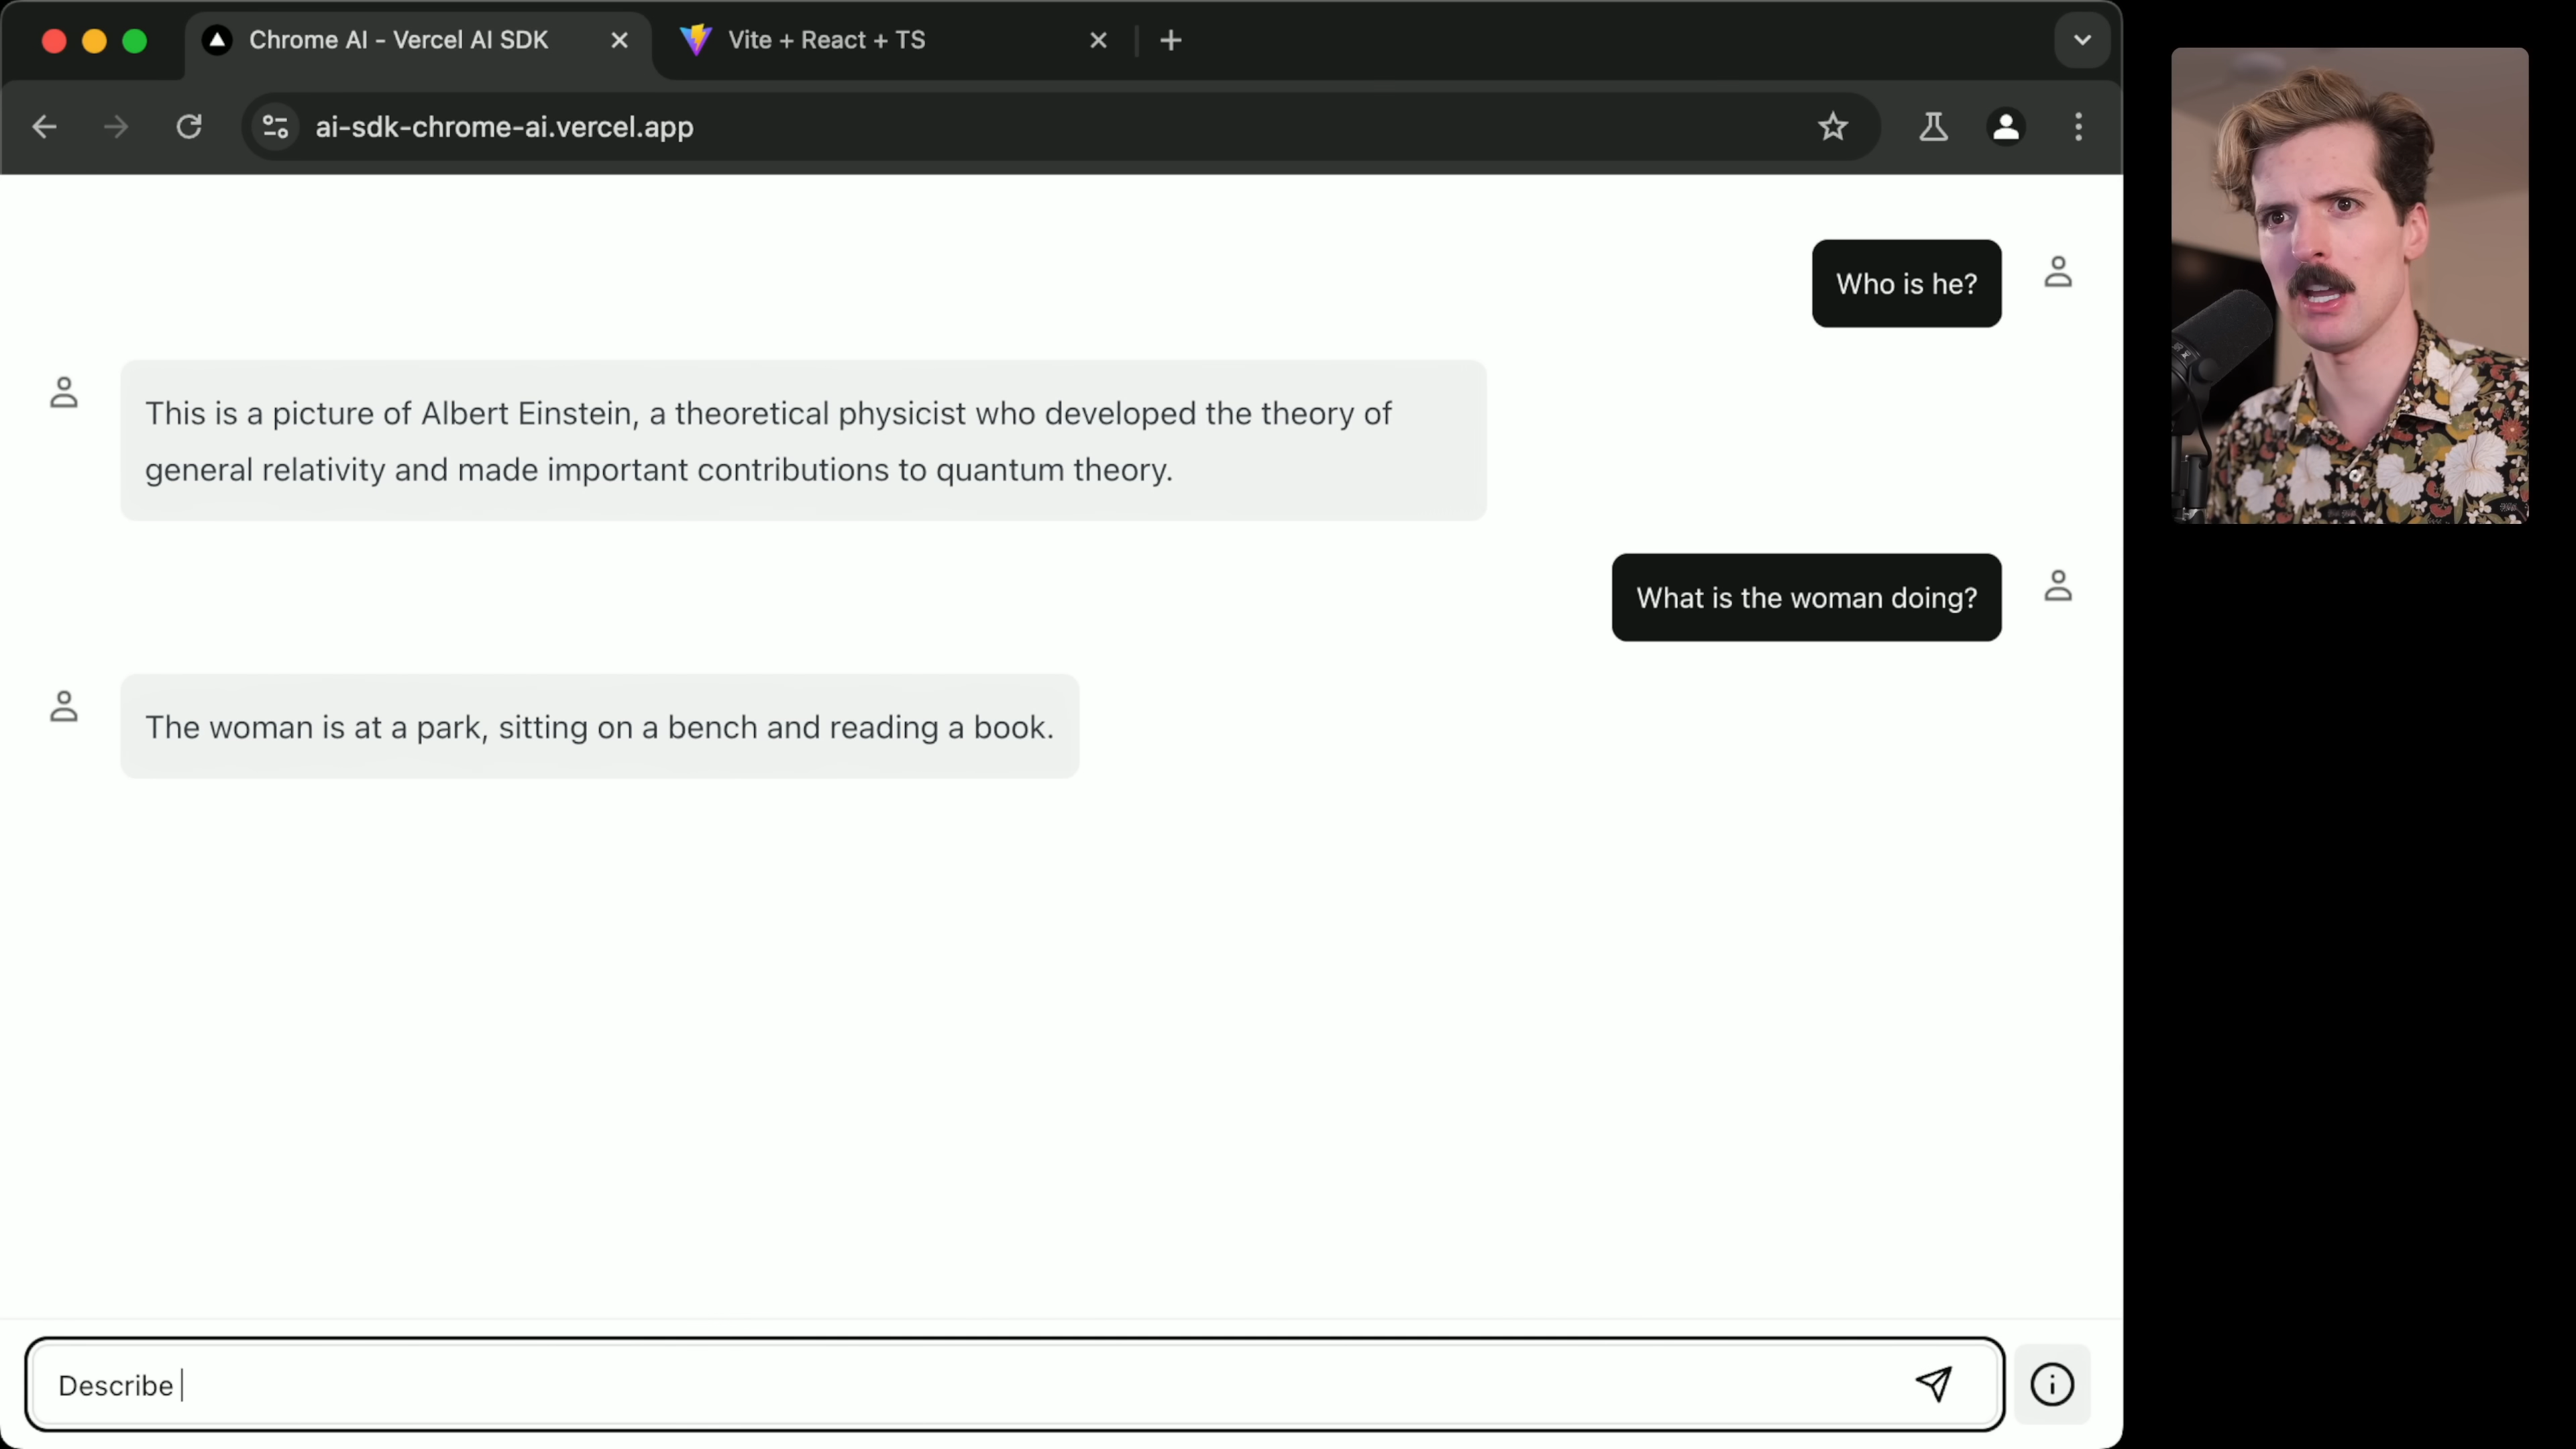 Chrome AI - Vercel AI SDK
Vite + React + TS
ai-sdk-chrome-ai.vercel.app
Who is he?
This is a picture of Albert Einstein, a theoretical physicist who developed the theory of
general relativity and made important contributions to quantum theory.
What is the woman doing?
The woman is at a park, sitting on a bench and reading a book.
Describe